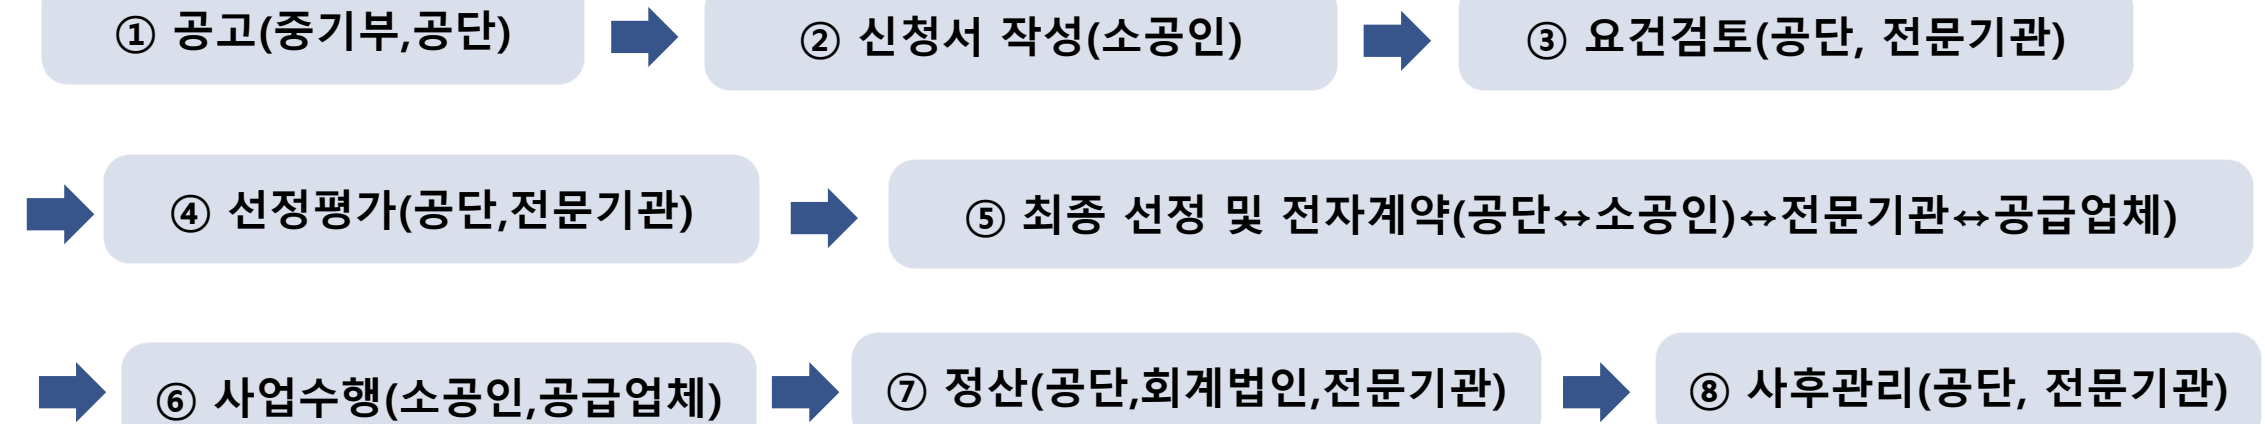 ① 공고(중기부,공단)
② 신청서 작성(소공인)
③ 요건검토(공단, 전문기관)
④ 선정평가(공단,전문기관)
⑤ 최종 선정 및 전자계약(공단↔소공인)↔전문기관↔공급업체)
⑥ 사업수행(소공인,공급업체)
⑦ 정산(공단,회계법인,전문기관)
⑧ 사후관리(공단, 전문기관)